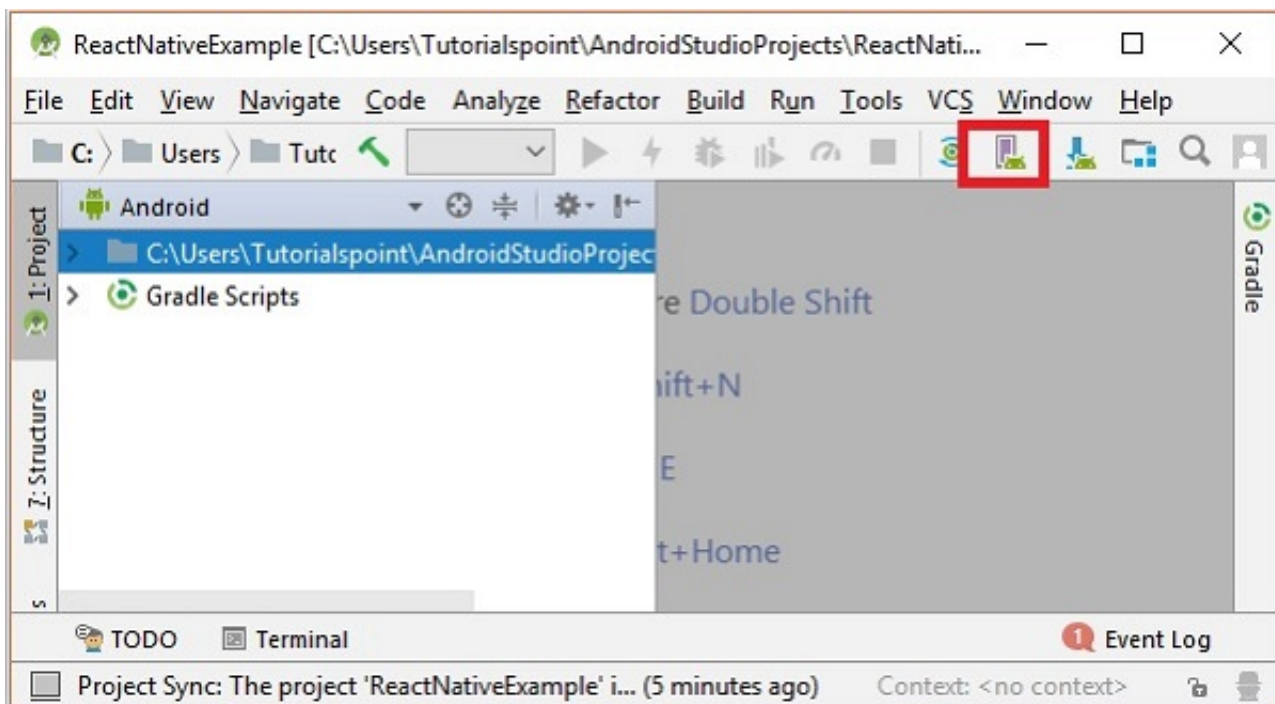 ReactNativeExample [C:\Users\Tutorialspoint\AndroidStudioProjects\ReactNati...
File Edit View Navigate Code Analyze Refactor Build Run Tools VCS Window Help
C: Users Tutc
Android
C:\Users\Tutorialspoint\AndroidStudioProjec
Gradle Scripts
re Double Shift
ift+N
E
t+Home
1: Project
7: Structure
s
Gradle
TODO Terminal 1 Event Log
Project Sync: The project 'ReactNativeExample' i... (5 minutes ago) Context: <no context>